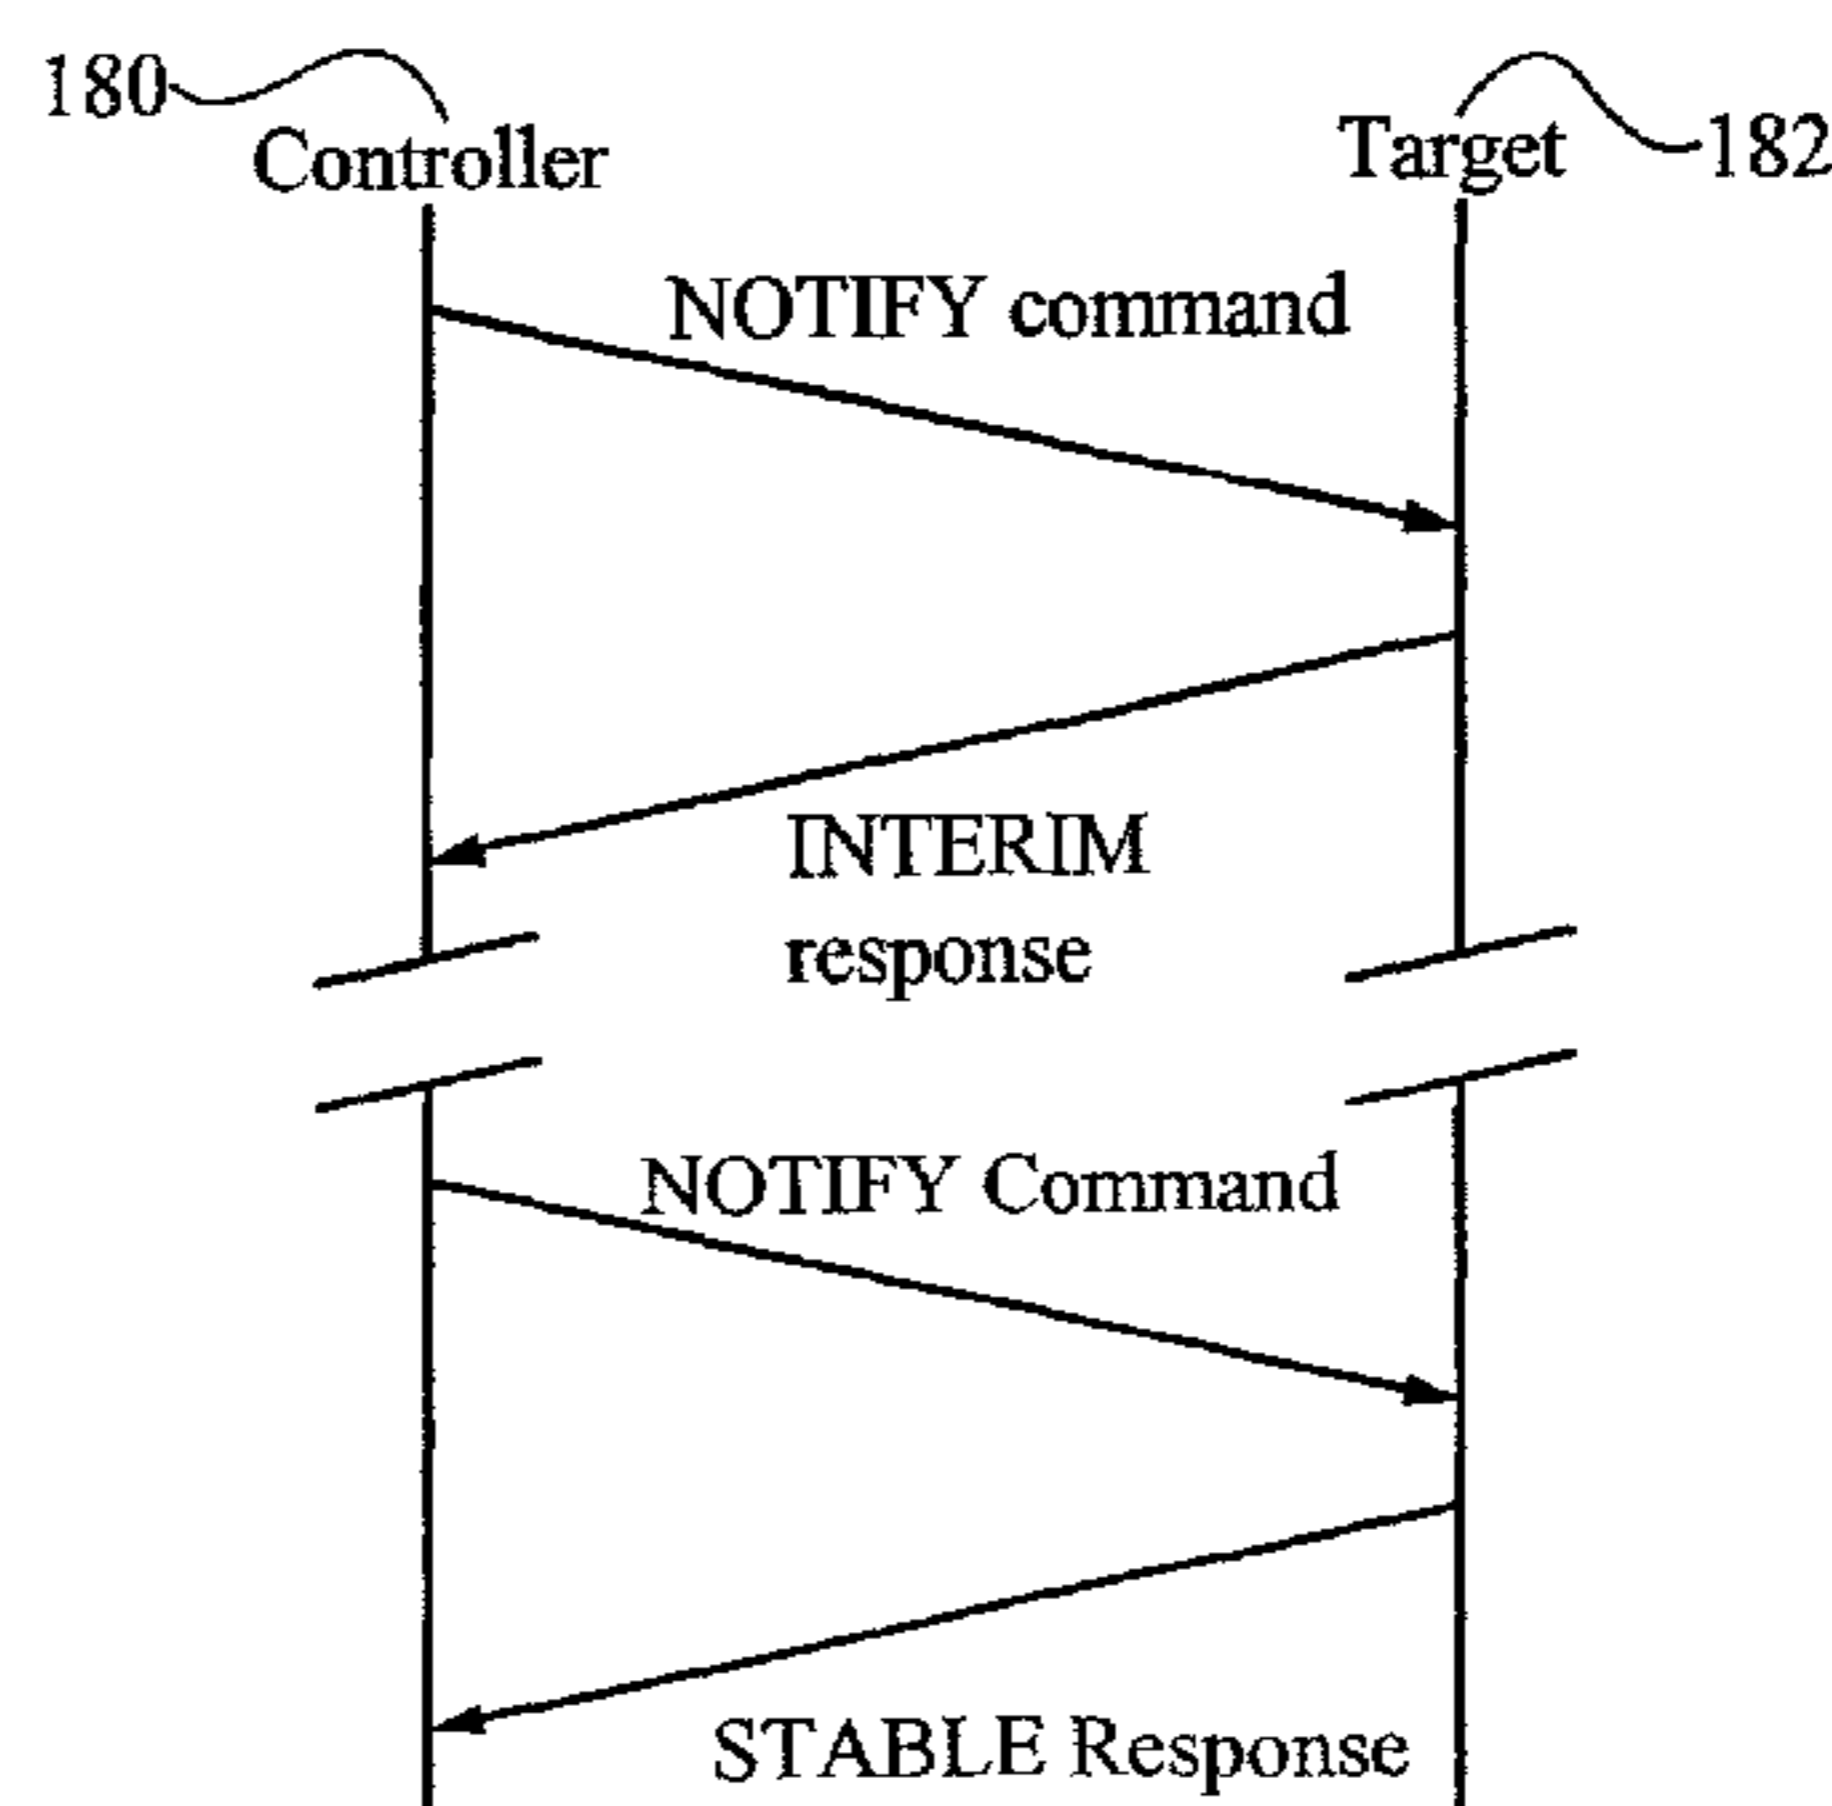 180
Controller
Target
182
NOTIFY command
INTERIM
response
NOTIFY Command
STABLE Response